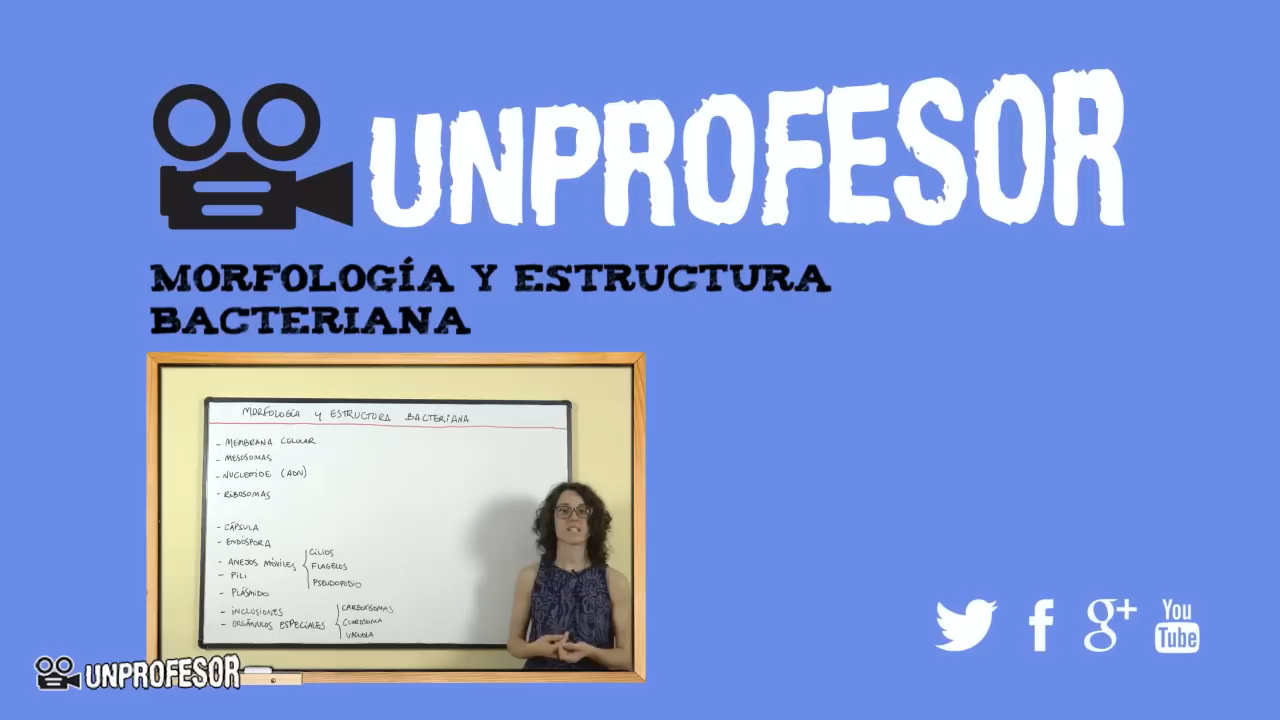 UNPROFESOR
MORFOLOGÍA Y ESTRUCTURA
BACTERIANA
MORFOLOGÍA Y ESTRUCTURA BACTERIANA
- MEMBRANA CELULAR
- MESOSOMAS
- NUCLEOIDE (ADN)
- RIBOSOMAS
- CÁPSULA
- ENDÓSPORA
- ANEJOS MÓVILES
CILIOS
FLAGELOS
PSEUDOPODIO
- PILI
- PLÁSMIDO
- INCLUSIONES
- ORGÁNULOS ESPECIALES
CARBOXISOMAS
CLOROSOMA
VACUOLA
g+
You
Tube
UNPROFESOR